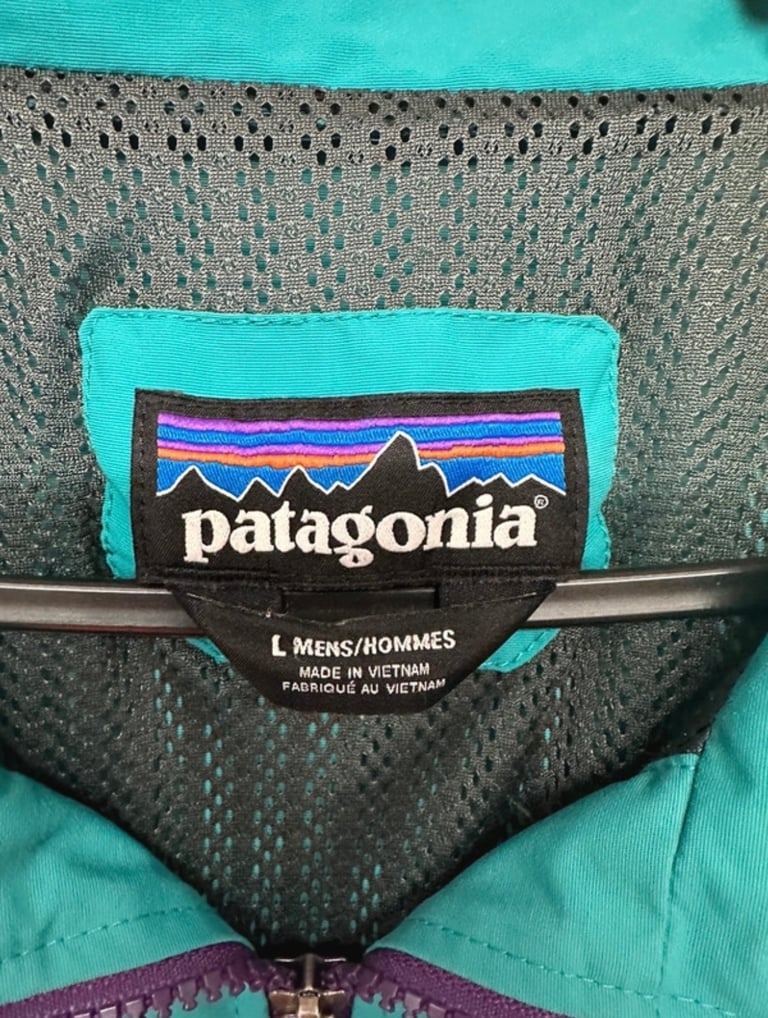 patagonia®
L MENS/HOMMES
MADE IN VIETNAM
FABRIQUÉ AU VIETNAM